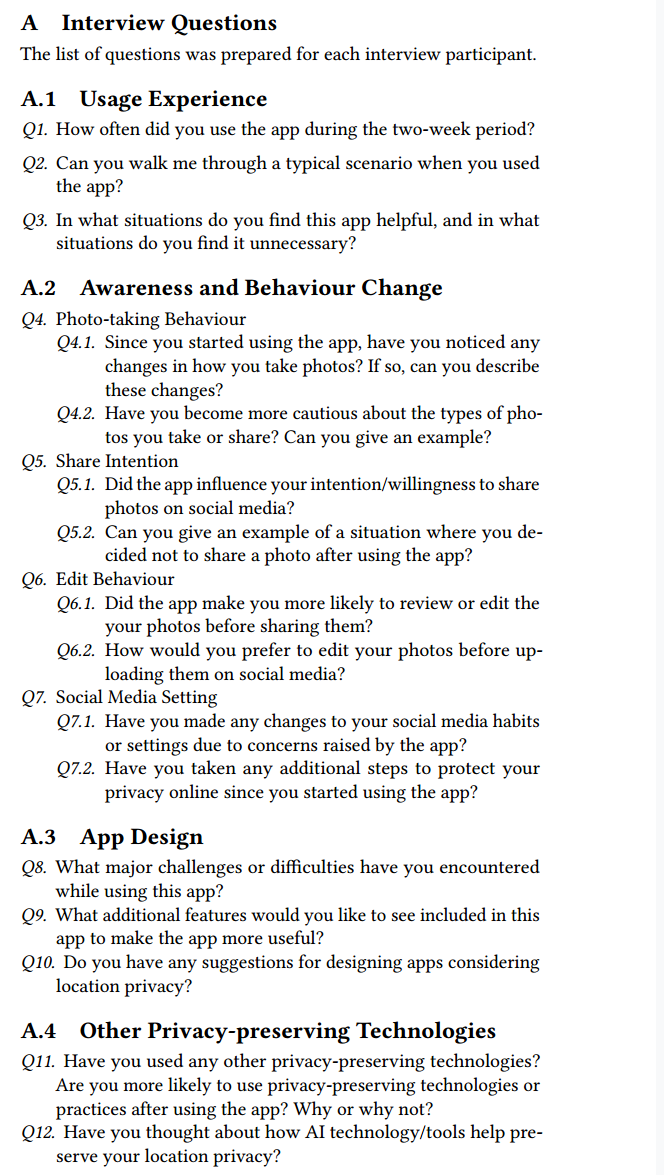 A Interview Questions
The list of questions was prepared for each interview participant.
A.1 Usage Experience
Q1. How often did you use the app during the two-week period?
Q2. Can you walk me through a typical scenario when you used
the app?
Q3. In what situations do you find this app helpful, and in what
situations do you find it unnecessary?
A.2 Awareness and Behaviour Change
Q4. Photo-taking Behaviour
Q4.1. Since you started using the app, have you noticed any
changes in how you take photos? If so, can you describe
these changes?
Q4.2. Have you become more cautious about the types of pho-
tos you take or share? Can you give an example?
Q5. Share Intention
Q5.1. Did the app influence your intention/willingness to share
photos on social media?
Q5.2. Can you give an example of a situation where you de-
cided not to share a photo after using the app?
Q6. Edit Behaviour
Q6.1. Did the app make you more likely to review or edit the
your photos before sharing them?
Q6.2. How would you prefer to edit your photos before up-
loading them on social media?
Q7. Social Media Setting
Q7.1. Have you made any changes to your social media habits
or settings due to concerns raised by the app?
Q7.2. Have you taken any additional steps to protect your
privacy online since you started using the app?
A.3 App Design
Q8. What major challenges or difficulties have you encountered
while using this app?
Q9. What additional features would you like to see included in this
app to make the app more useful?
Q10. Do you have any suggestions for designing apps considering
location privacy?
A.4 Other Privacy-preserving Technologies
Q11. Have you used any other privacy-preserving technologies?
Are you more likely to use privacy-preserving technologies or
practices after using the app? Why or why not?
Q12. Have you thought about how AI technology/tools help pre-
serve your location privacy?